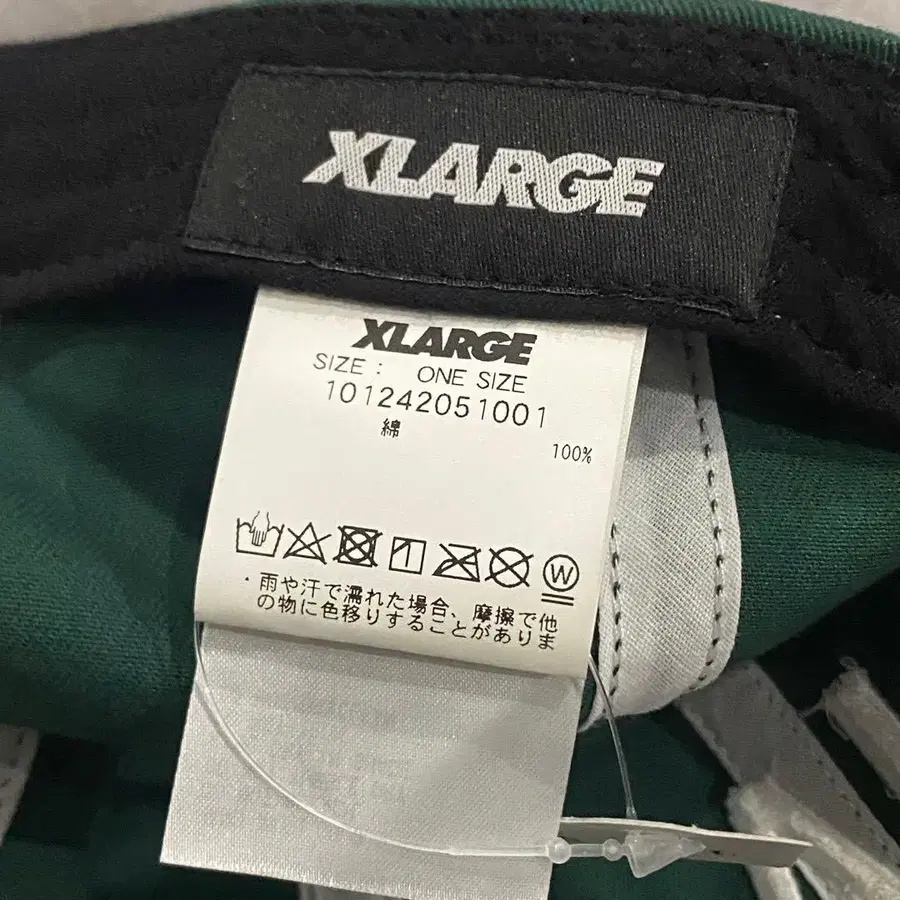 XLARGE
XLARGE
SIZE : ONE SIZE
101242051001
綿 100%
W
・雨や汗で濡れた場合、摩擦で他
の物に色移りすることがありま